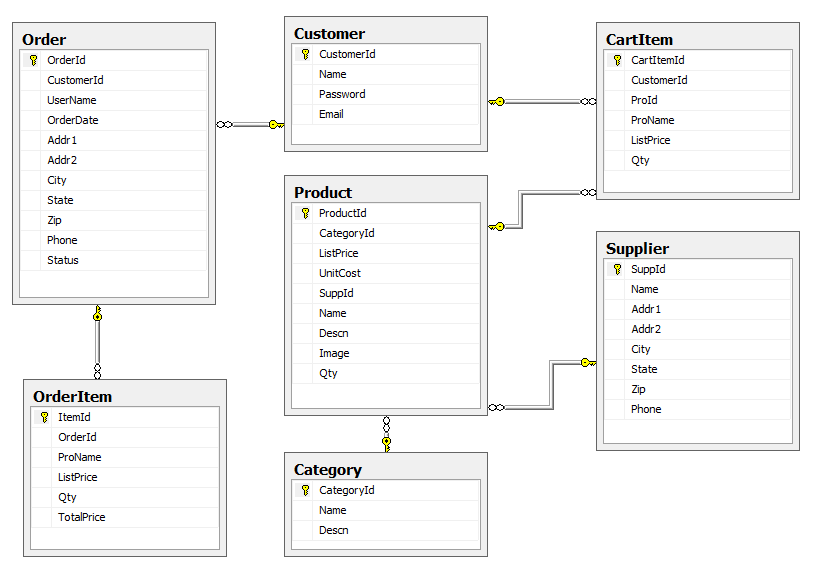 Order
OrderId
CustomerId
UserName
OrderDate
Addr1
Addr2
City
State
Zip
Phone
Status
Customer
CustomerId
Name
Password
Email
CartItem
CartItemId
CustomerId
ProId
ProName
ListPrice
Qty
Product
ProductId
CategoryId
ListPrice
UnitCost
SuppId
Name
Descn
Image
Qty
Supplier
SuppId
Name
Addr1
Addr2
City
State
Zip
Phone
OrderItem
ItemId
OrderId
ProName
ListPrice
Qty
TotalPrice
Category
CategoryId
Name
Descn